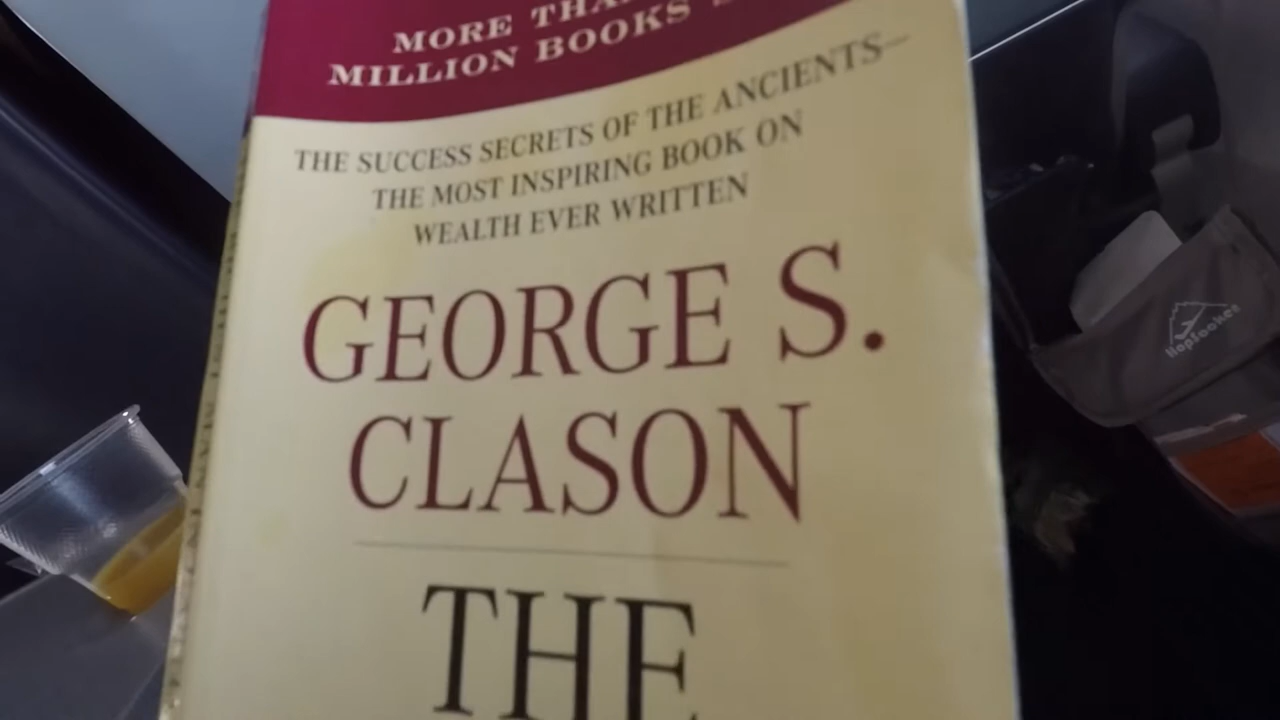 MORE THAN
MILLION BOOKS
THE SUCCESS SECRETS OF THE ANCIENTS—
THE MOST INSPIRING BOOK ON
WEALTH EVER WRITTEN
GEORGE S.
CLASON
THE